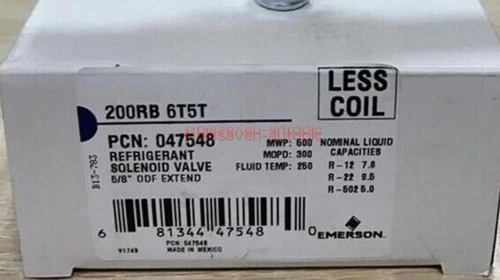 LESS
COIL
200RB 6T5T
PCN: 047548
REFRIGERANT
SOLENOID VALVE
5/8" ODF EXTEND
MWP: 500
MOPD: 300
FLUID TEMP: 250
NOMINAL LIQUID
CAPACITIES
R-12 7.8
R-22 9.5
R-502 5.0
B13-783
6 81344 47548 0
PCN: 047548
MADE IN MEXICO
V1749
EMERSON